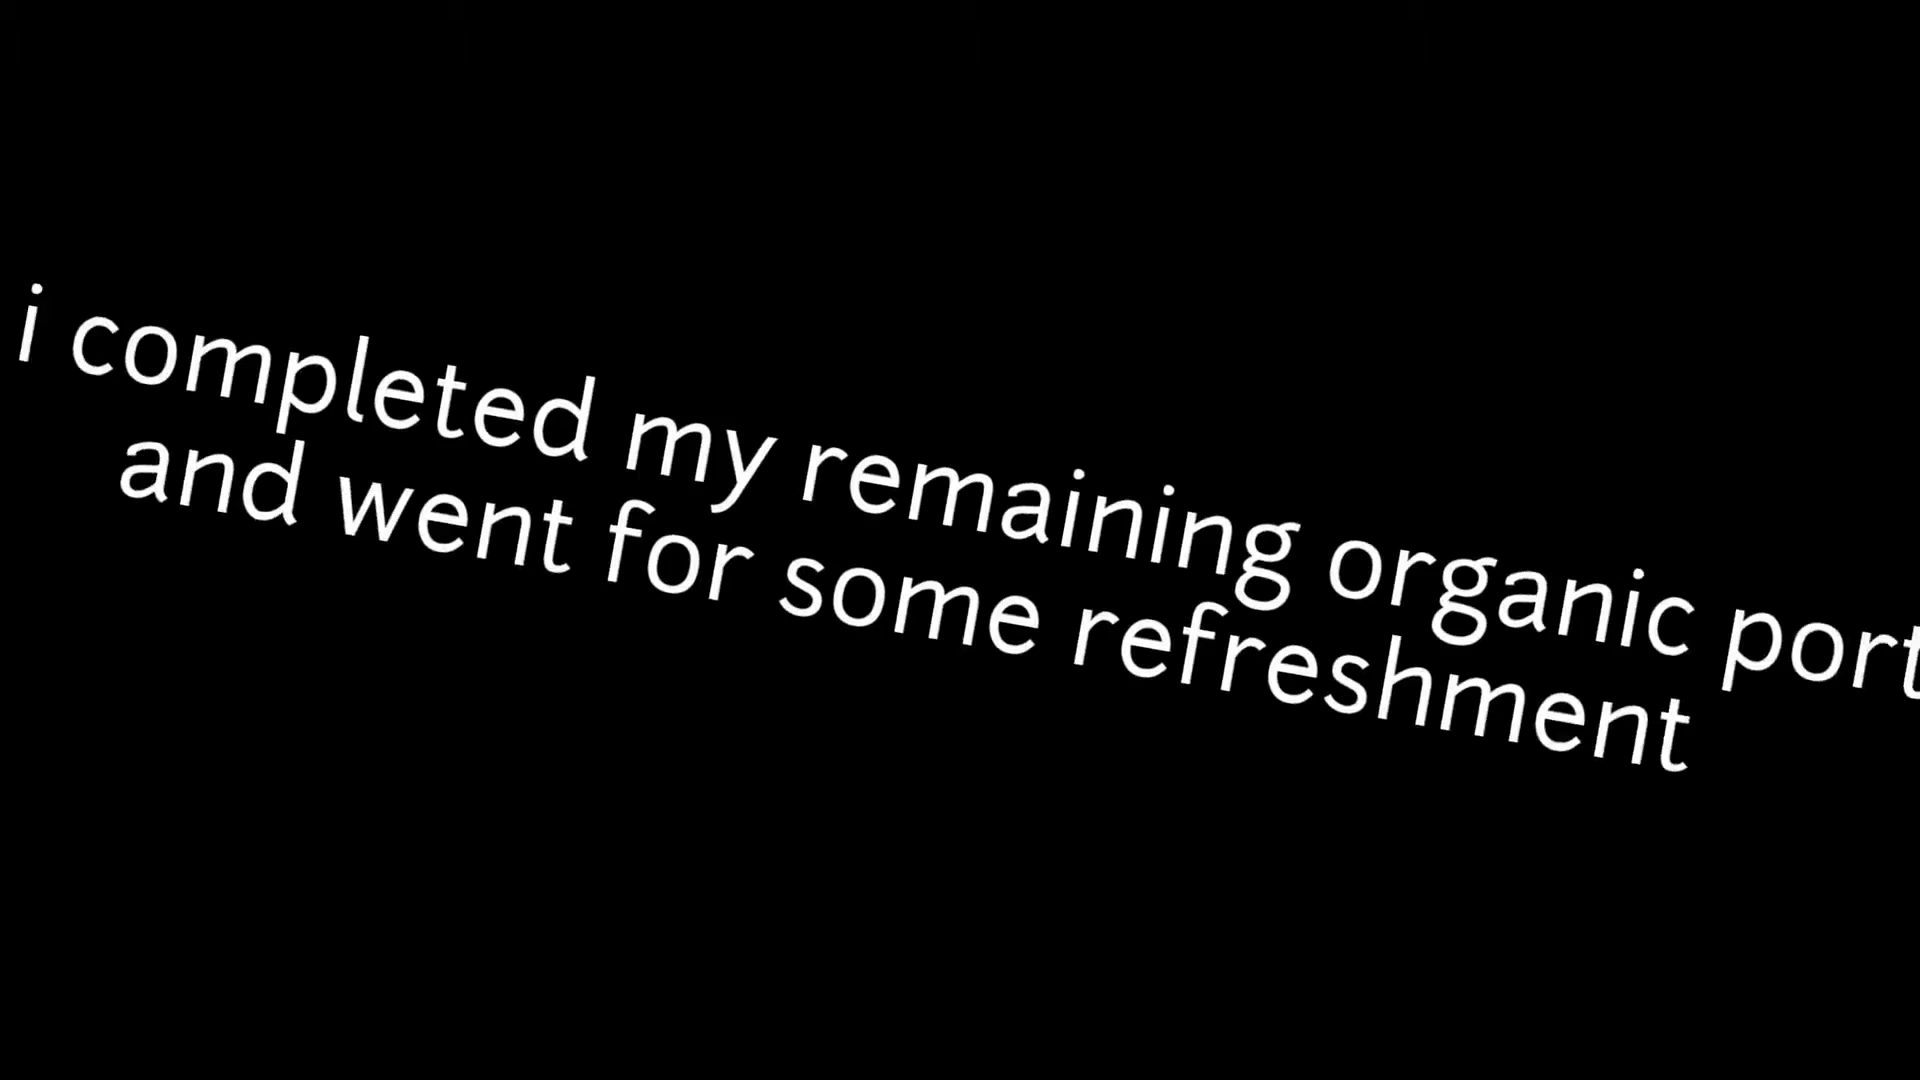 i completed my remaining organic port
and went for some refreshment